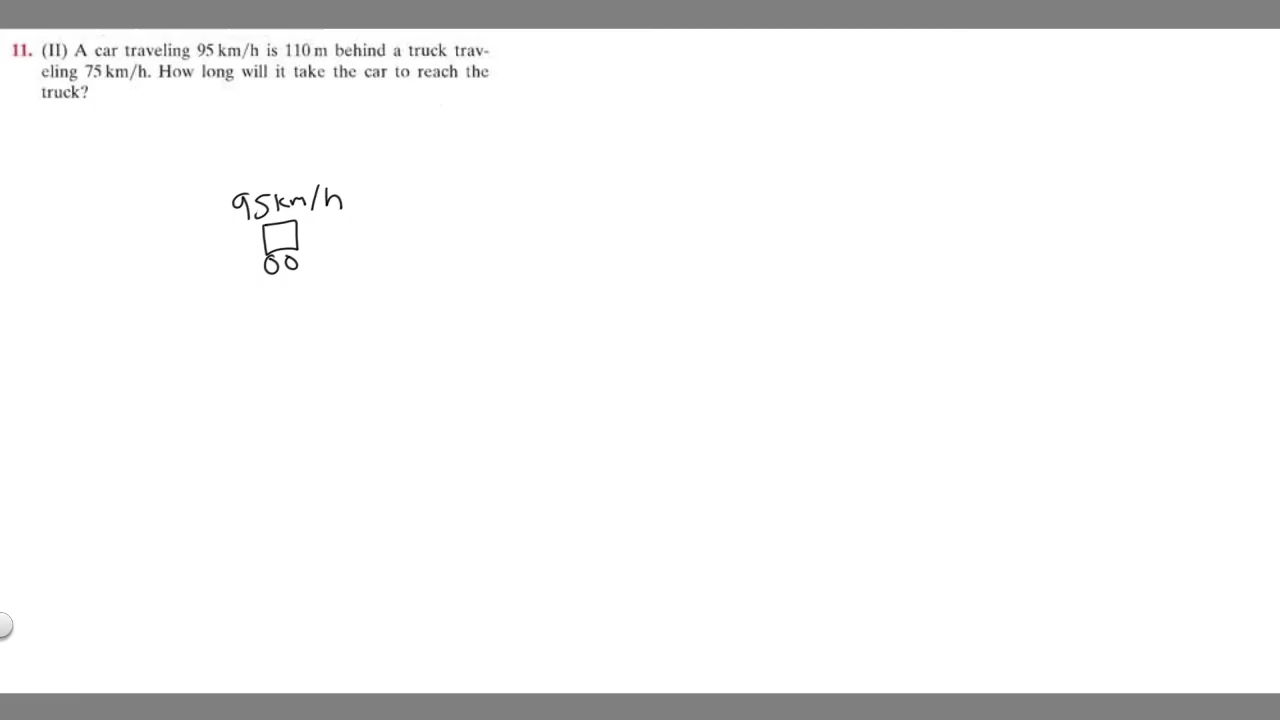 11. (II) A car traveling 95 km/h is 110 m behind a truck trav-
eling 75 km/h. How long will it take the car to reach the
truck?
95km/h